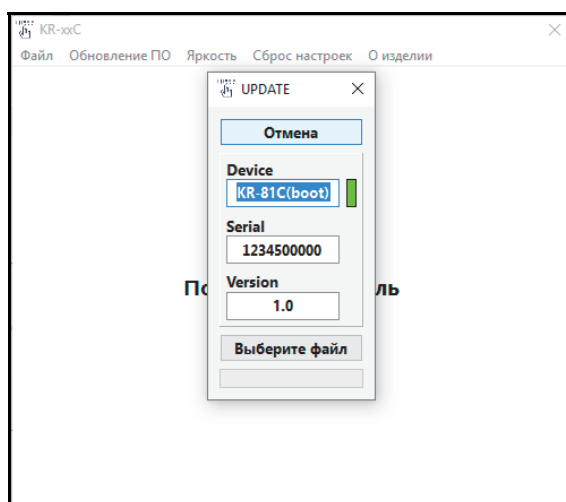 KR-xxC
Файл Обновление ПО Яркость Сброс настроек О изделии
UPDATE
Отмена
Device
KR-81C(boot)
Serial
1234500000
Version
1.0
Выберите файл